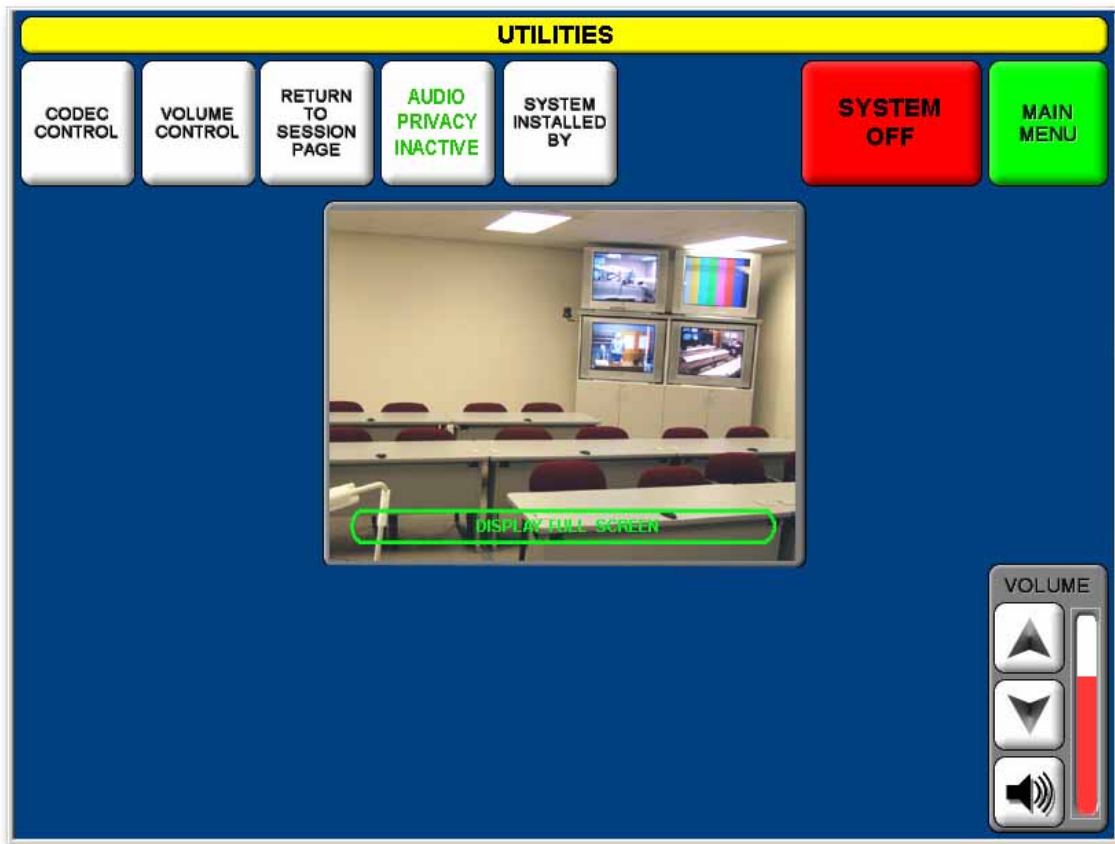 UTILITIES
CODEC
CONTROL
VOLUME
CONTROL
RETURN
TO
SESSION
PAGE
AUDIO
PRIVACY
INACTIVE
SYSTEM
INSTALLED
BY
SYSTEM
OFF
MAIN
MENU
DISPLAY FULL SCREEN
VOLUME